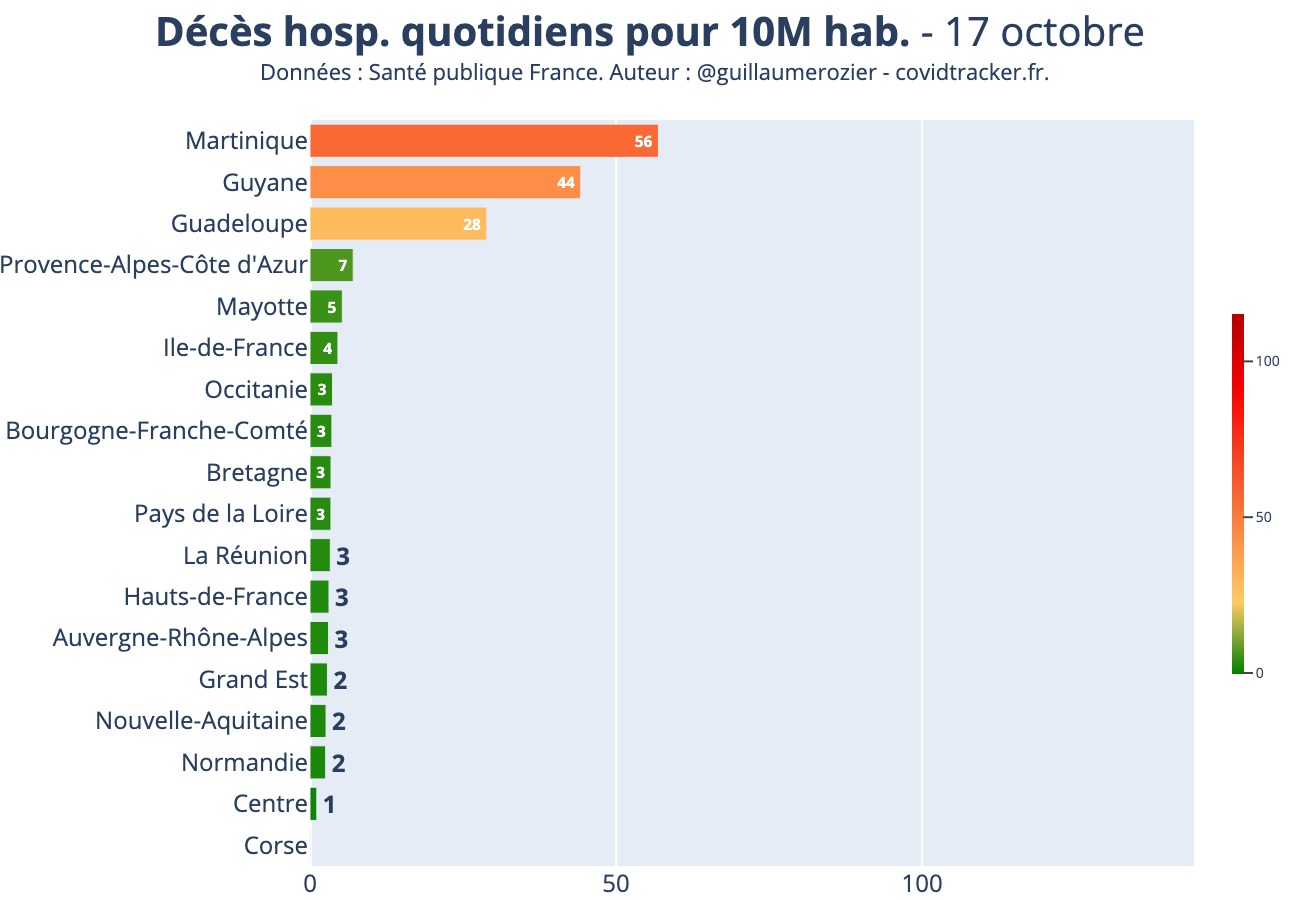 Décès hosp. quotidiens pour 10M hab. - 17 octobre
Données : Santé publique France. Auteur : @guillaumerozier - covidtracker.fr.
Martinique 56
Guyane 44
Guadeloupe 28
Provence-Alpes-Côte d'Azur 7
Mayotte 5
Ile-de-France 4
Occitanie 3
Bourgogne-Franche-Comté 3
Bretagne 3
Pays de la Loire 3
La Réunion 3
Hauts-de-France 3
Auvergne-Rhône-Alpes 3
Grand Est 2
Nouvelle-Aquitaine 2
Normandie 2
Centre 1
Corse
0 50 100
100
50
0